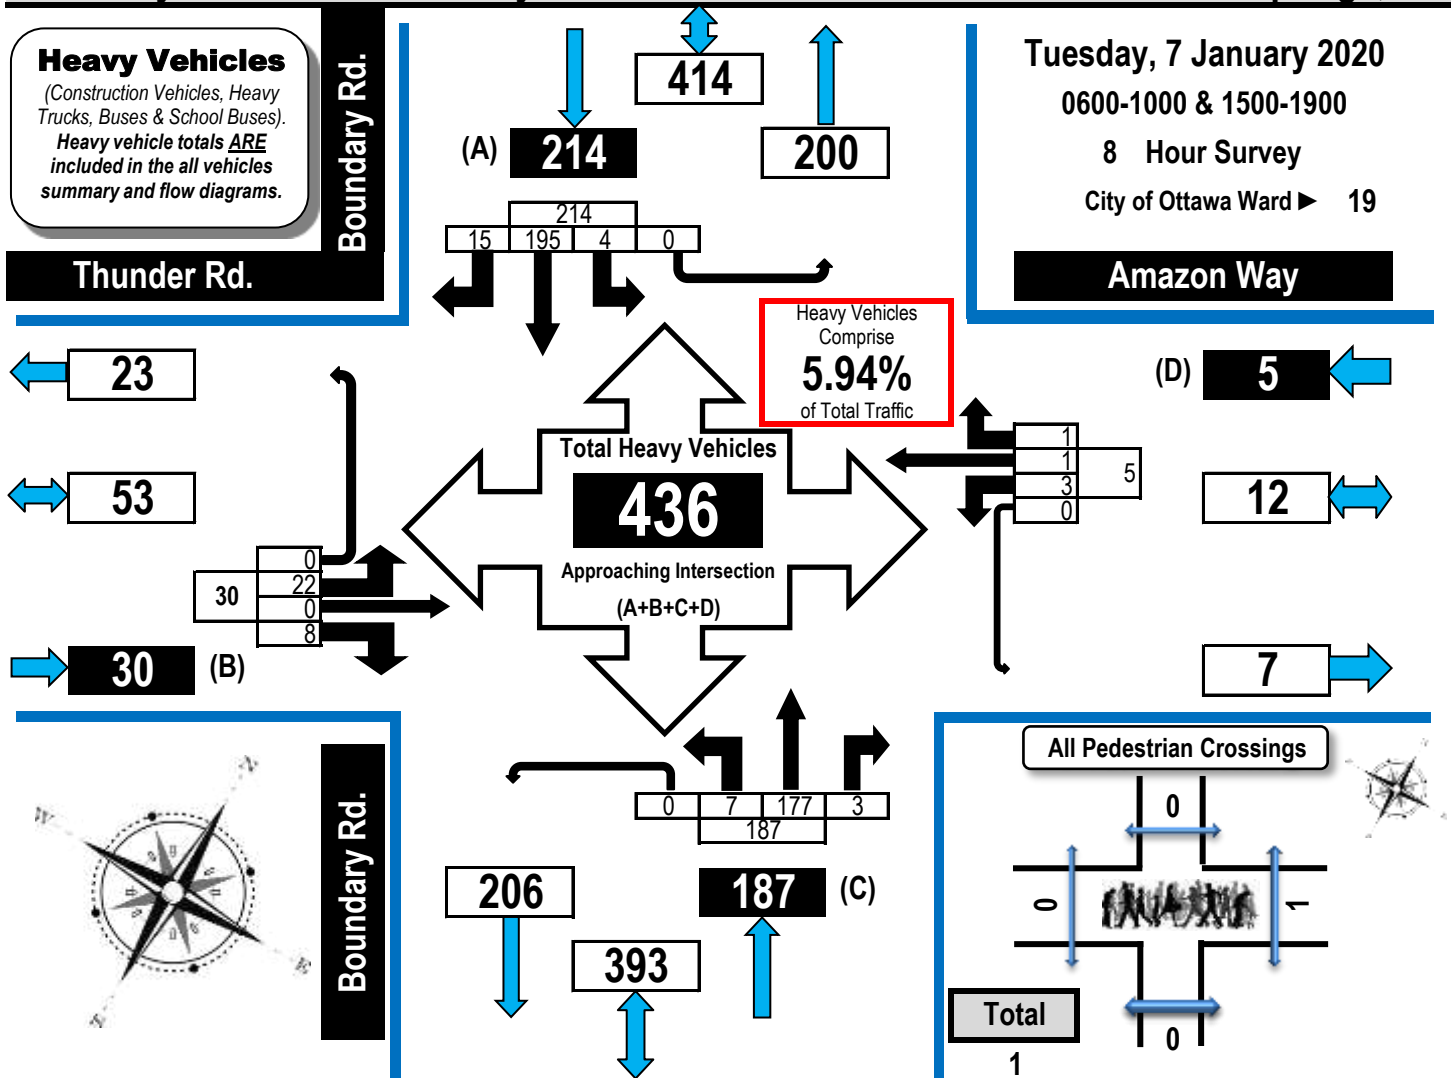 Heavy Vehicles
(Construction Vehicles, Heavy
Trucks, Buses & School Buses).
Heavy vehicle totals ARE
included in the all vehicles
summary and flow diagrams.
Boundary Rd.
Thunder Rd.
414
(A) 214
200
214
15 195 4 0
Tuesday, 7 January 2020
0600-1000 & 1500-1900
8 Hour Survey
City of Ottawa Ward ► 19
Amazon Way
Heavy Vehicles
Comprise
5.94%
of Total Traffic
23
53
0
22
0
8
30
30 (B)
Total Heavy Vehicles
436
Approaching Intersection
(A+B+C+D)
(D) 5
1
1
3
0
5
12
7
N
W
E
S
Boundary Rd.
0 7 177 3
187
206
187 (C)
393
All Pedestrian Crossings
0
0
1
0
Total
1